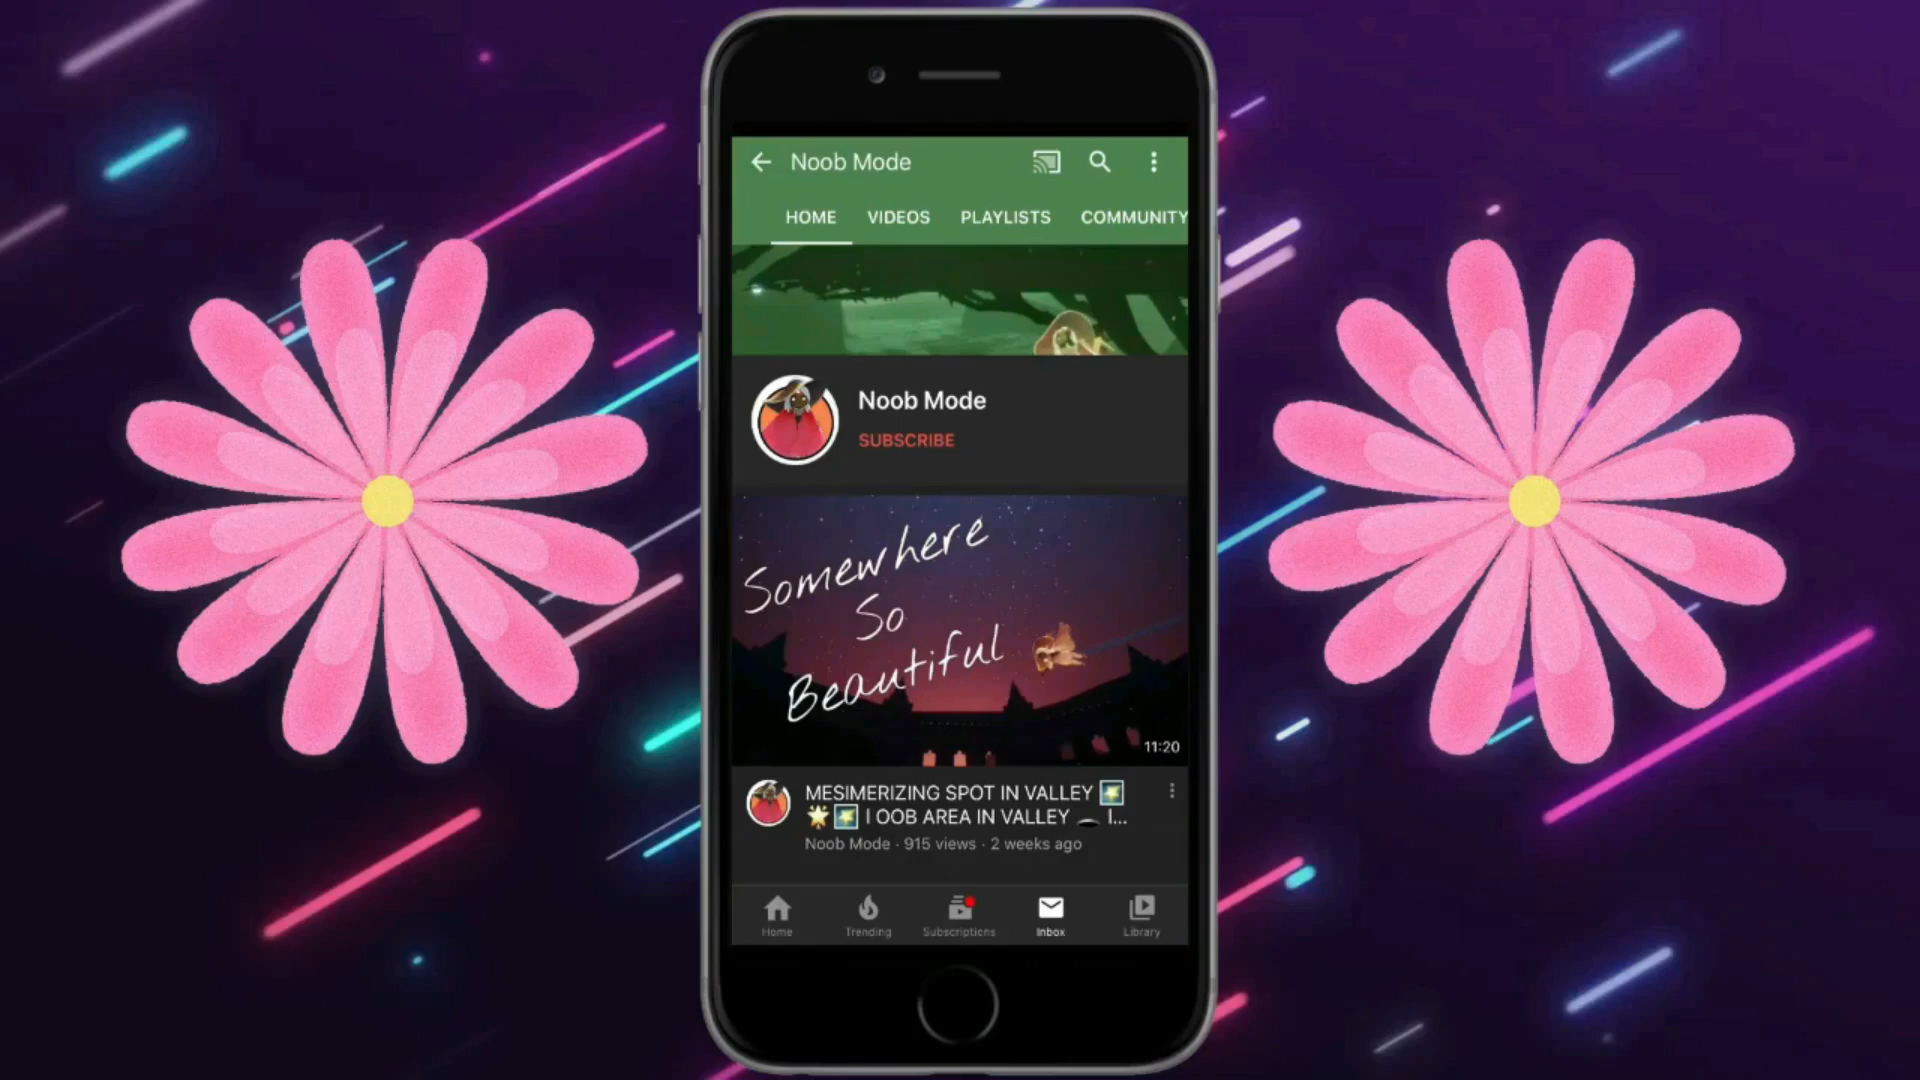 Noob Mode
HOME VIDEOS PLAYLISTS COMMUNITY
Noob Mode
SUBSCRIBE
Somewhere
So
Beautiful
11:20
MESIMERIZING SPOT IN VALLEY
I OOB AREA IN VALLEY I...
Noob Mode · 915 views · 2 weeks ago
Home Trending Subscriptions Inbox Library